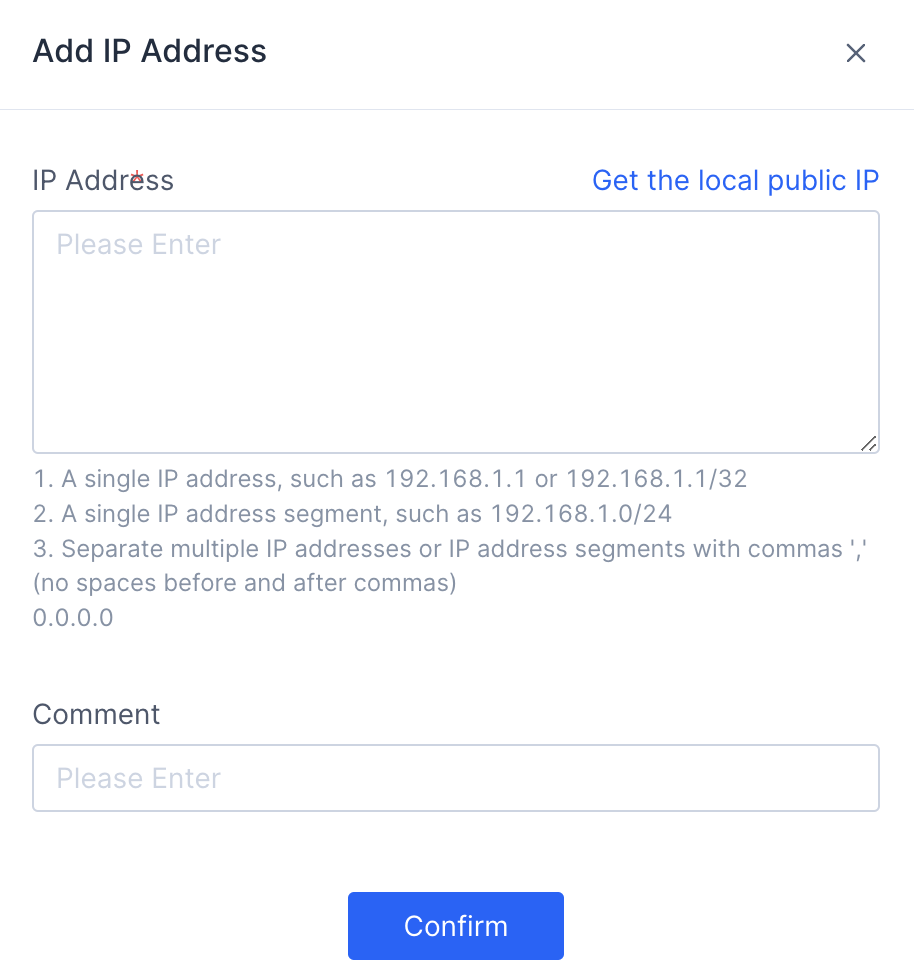 Add IP Address
IP Address
*
Get the local public IP
Please Enter
1. A single IP address, such as 192.168.1.1 or 192.168.1.1/32
2. A single IP address segment, such as 192.168.1.0/24
3. Separate multiple IP addresses or IP address segments with commas ','
(no spaces before and after commas)
0.0.0.0
Comment
Please Enter
Confirm